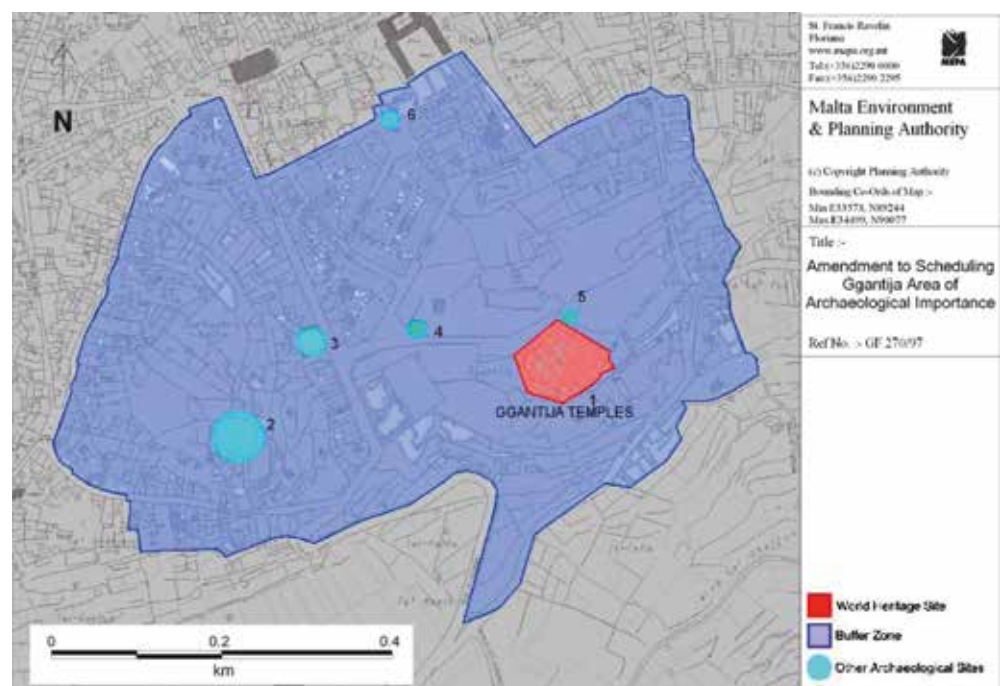 N
6
5
4
3
2
1
GGANTIJA TEMPLES
0 0.2 0.4
km
St. Francis Ravelin
Floriana
www.mepa.org.mt
MEPA
Malta Environment
& Planning Authority
(c) Copyright Planning Authority
Bounding Co-Ords of Map :-
Title :-
Amendment to Scheduling
Ggantija Area of
Archaeological Importance
Ref No. :- GF 270/97
World Heritage Site
Buffer Zone
Other Archaeological Sites